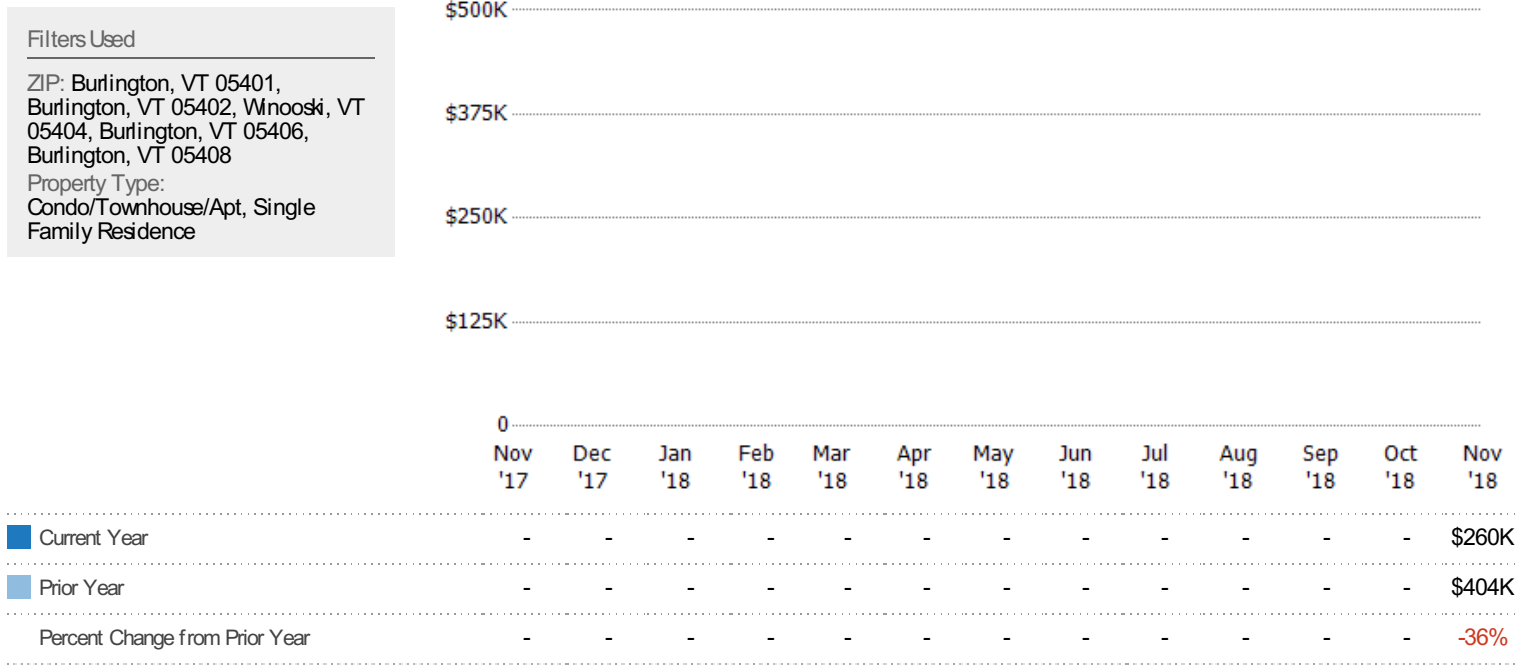 Filters Used
ZIP: Burlington, VT 05401,
Burlington, VT 05402, Winooski, VT
05404, Burlington, VT 05406,
Burlington, VT 05408
Property Type:
Condo/Townhouse/Apt, Single
Family Residence
$500K
$375K
$250K
$125K
0
Nov Dec Jan Feb Mar Apr May Jun Jul Aug Sep Oct Nov
'17 '17 '18 '18 '18 '18 '18 '18 '18 '18 '18 '18 '18
Current Year - - - - - - - - - - - - $260K
Prior Year - - - - - - - - - - - - $404K
Percent Change from Prior Year - - - - - - - - - - - - -36%